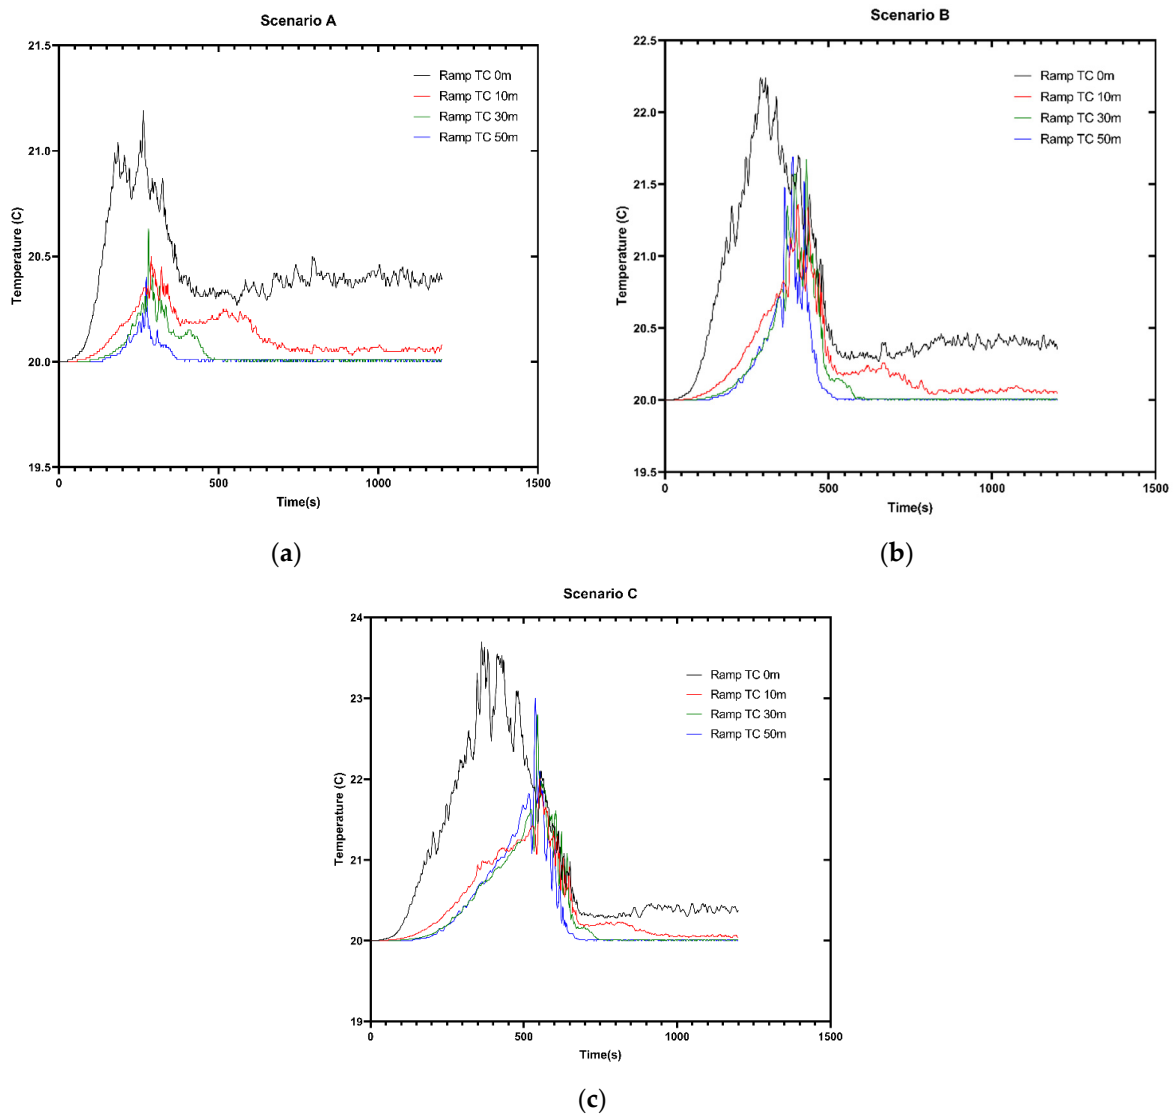 Scenario A
21.5
21.0
20.5
20.0
19.5
Temperature (C)
0
500
1000
1500
Time(s)
Ramp TC 0m
Ramp TC 10m
Ramp TC 30m
Ramp TC 50m
(a)
Scenario B
22.5
22.0
21.5
21.0
20.5
20.0
19.5
Temperature (C)
0
500
1000
1500
Time(s)
Ramp TC 0m
Ramp TC 10m
Ramp TC 30m
Ramp TC 50m
(b)
Scenario C
24
23
22
21
20
19
Temperature (C)
0
500
1000
1500
Time(s)
Ramp TC 0m
Ramp TC 10m
Ramp TC 30m
Ramp TC 50m
(c)